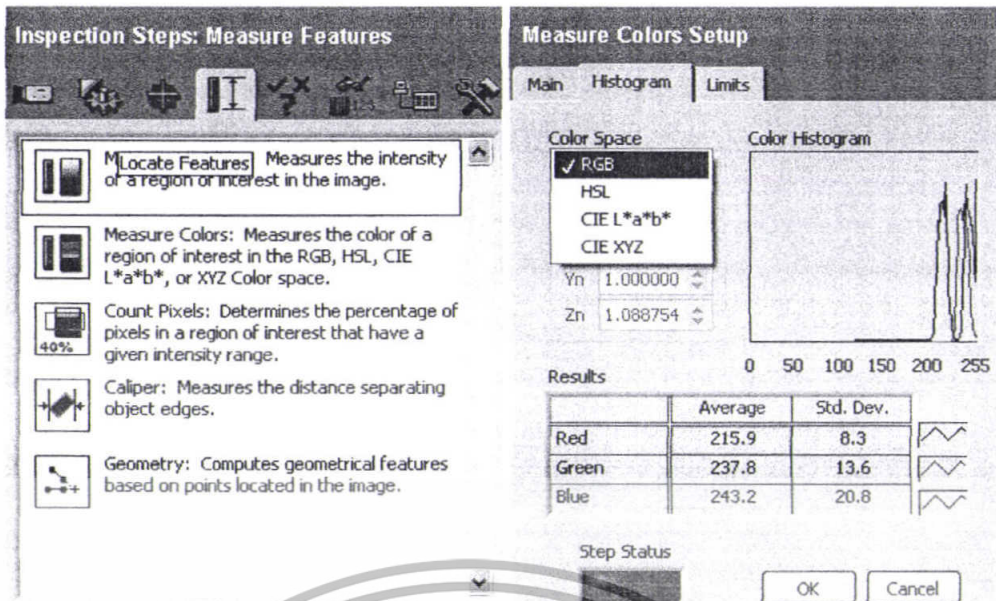 Inspection Steps: Measure Features
M Locate Features Measures the intensity
of a region of interest in the image.
Measure Colors: Measures the color of a
region of interest in the RGB, HSL, CIE
L*a*b*, or XYZ Color space.
40%
Count Pixels: Determines the percentage of
pixels in a region of interest that have a
given intensity range.
Caliper: Measures the distance separating
object edges.
Geometry: Computes geometrical features
based on points located in the image.
Measure Colors Setup
Main Histogram Limits
Color Space
✓ RGB
HSL
CIE L*a*b*
CIE XYZ
Yn 1.000000
Zn 1.088754
Color Histogram
0 50 100 150 200 255
Results
Average Std. Dev.
Red 215.9 8.3
Green 237.8 13.6
Blue 243.2 20.8
Step Status
OK Cancel